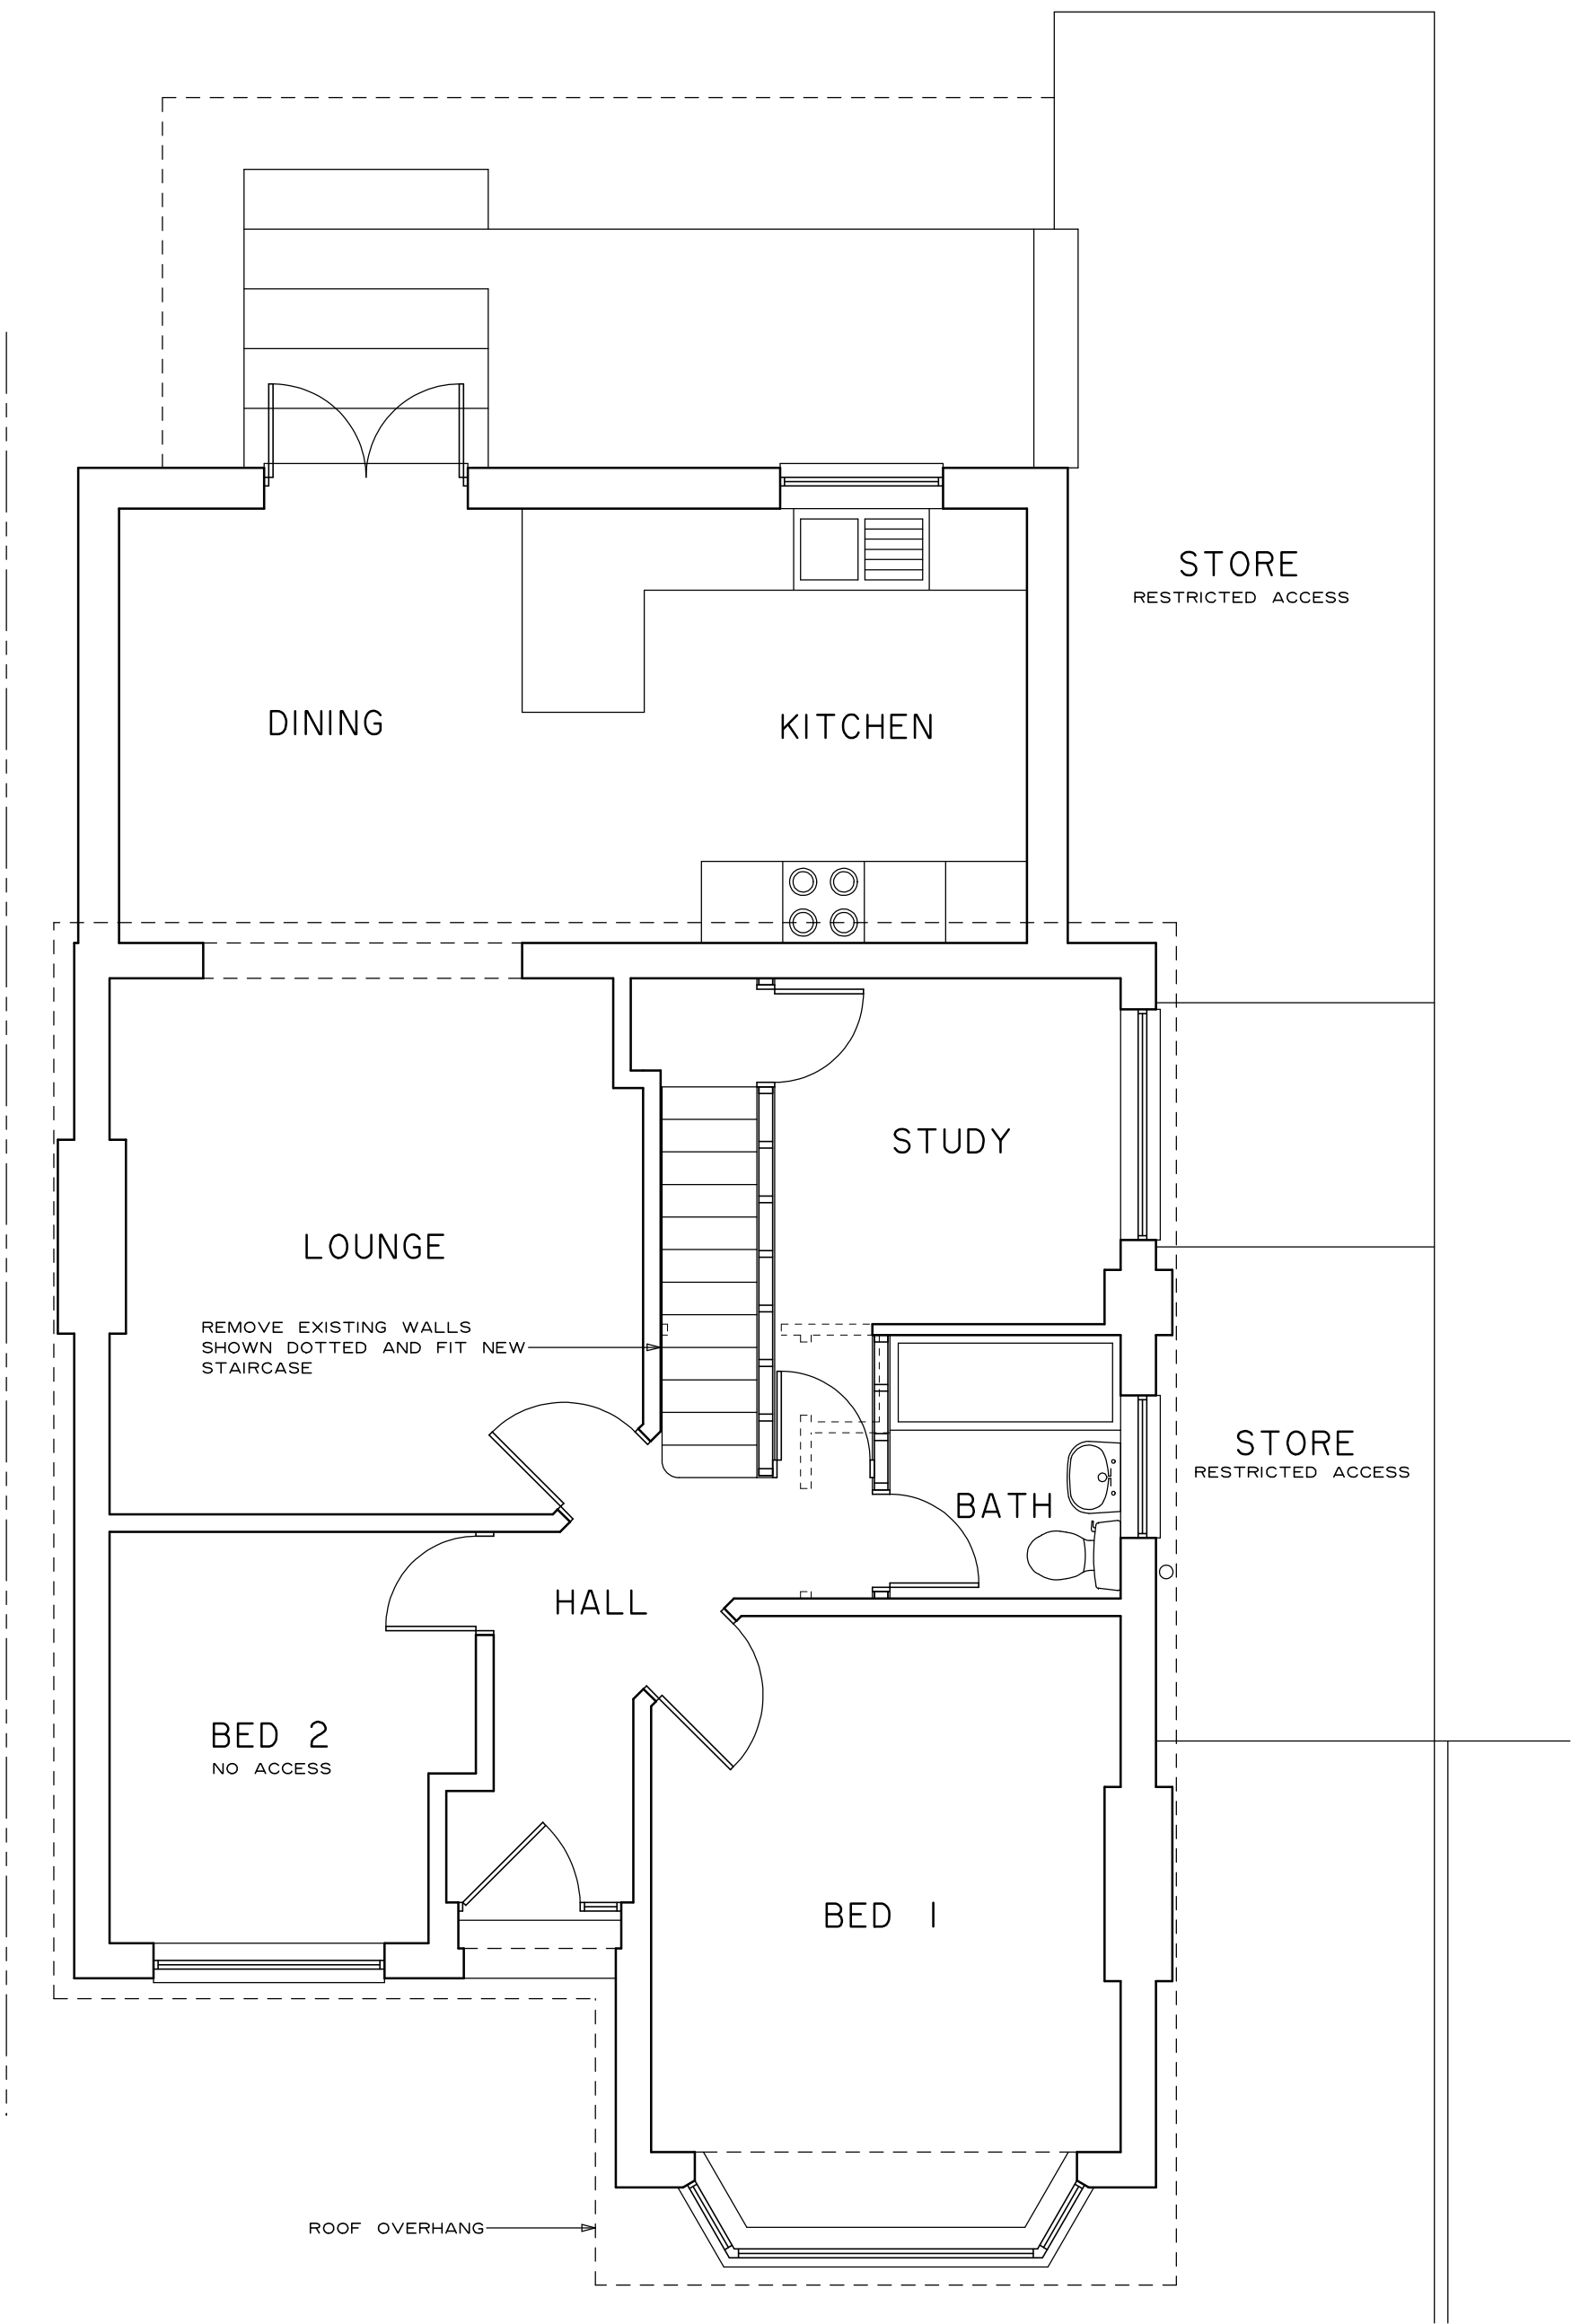 STORE
RESTRICTED ACCESS
DINING
KITCHEN
STUDY
LOUNGE
REMOVE EXISTING WALLS
SHOWN DOTTED AND FIT NEW
STAIRCASE
STORE
RESTRICTED ACCESS
BATH
HALL
BED 2
NO ACCESS
BED 1
ROOF OVERHANG